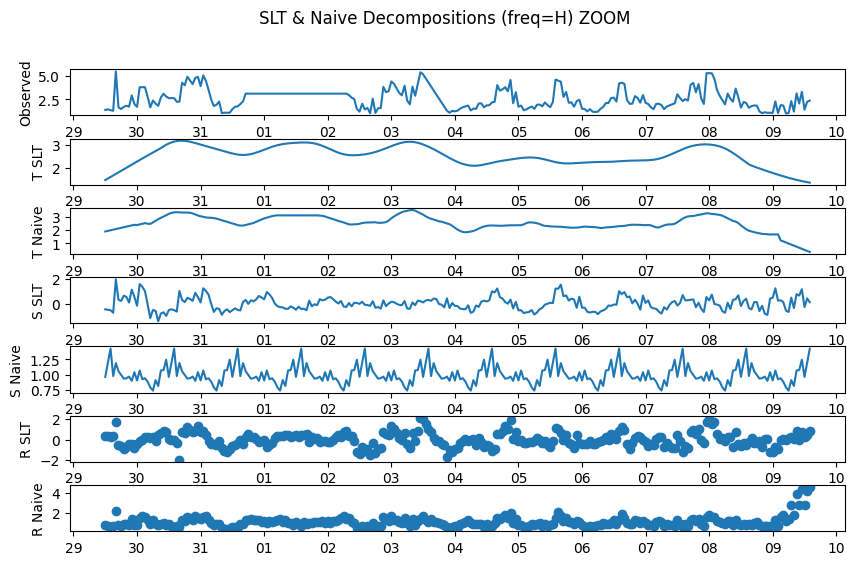 SLT & Naive Decompositions (freq=H) ZOOM
Observed
5.0
2.5
29 30 31 01 02 03 04 05 06 07 08 09 10
T SLT
3
2
29 30 31 01 02 03 04 05 06 07 08 09 10
T Naive
3
2
1
29 30 31 01 02 03 04 05 06 07 08 09 10
S SLT
2
0
29 30 31 01 02 03 04 05 06 07 08 09 10
S Naive
1.25
1.00
0.75
29 30 31 01 02 03 04 05 06 07 08 09 10
R SLT
2
0
−2
29 30 31 01 02 03 04 05 06 07 08 09 10
R Naive
4
2
29 30 31 01 02 03 04 05 06 07 08 09 10